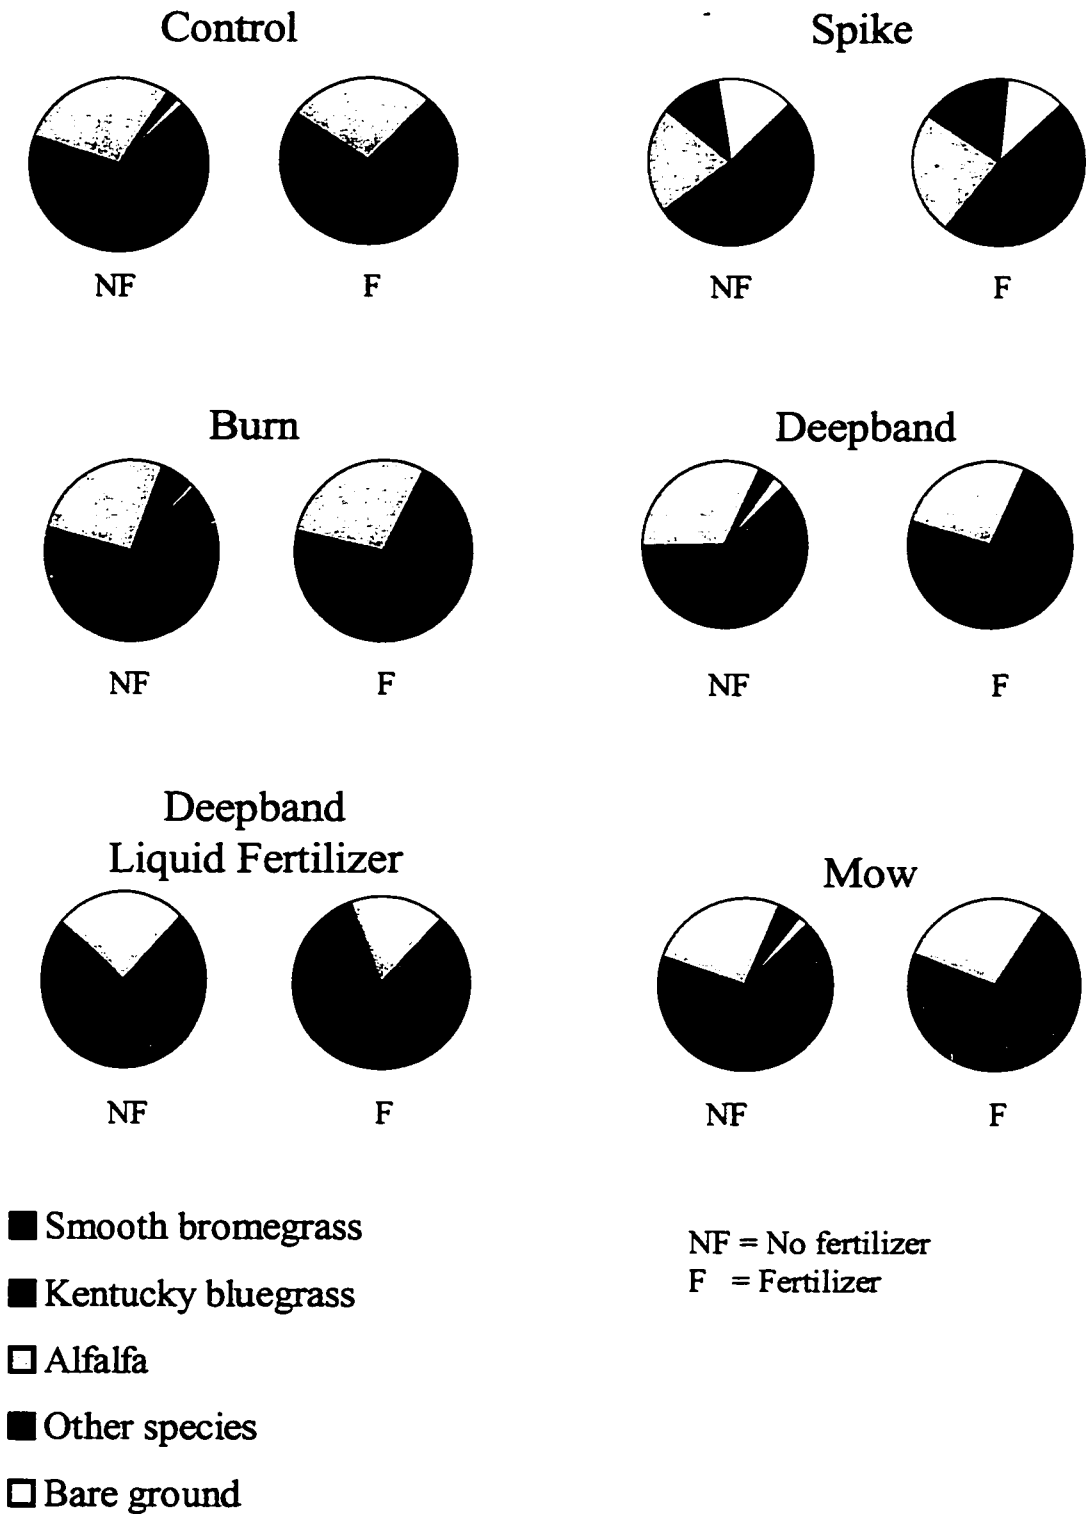 Control
Spike
NF
F
NF
F
Burn
Deepband
NF
F
NF
F
Deepband
Liquid Fertilizer
Mow
NF
F
NF
F
Smooth bromegrass
Kentucky bluegrass
Alfalfa
Other species
Bare ground
NF = No fertilizer
F = Fertilizer